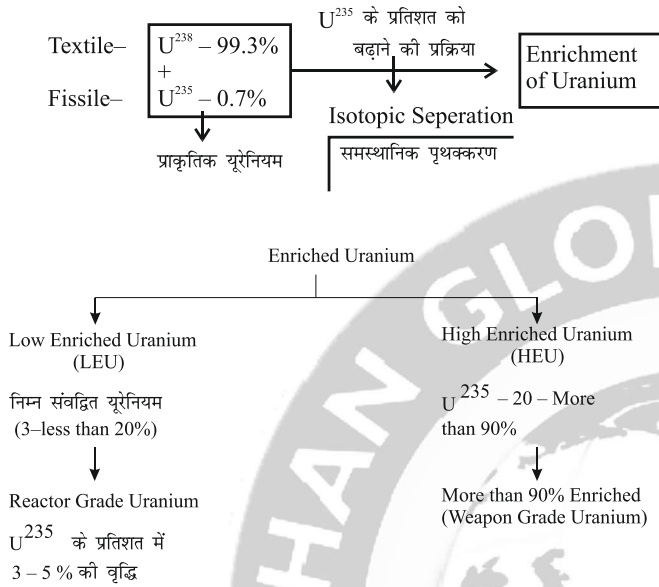 U²³⁵ के प्रतिशत को
बढ़ाने की प्रक्रिया
Textile– U²³⁸ – 99.3%
+
Fissile– U²³⁵ – 0.7%
Enrichment
of Uranium
Isotopic Seperation
समस्थानिक पृथक्करण
प्राकृतिक यूरेनियम
Enriched Uranium
Low Enriched Uranium
(LEU)
निम्न संवद्वित यूरेनियम
(3–less than 20%)
Reactor Grade Uranium
U²³⁵ के प्रतिशत में
3 – 5 % की वृद्धि
High Enriched Uranium
(HEU)
U²³⁵ – 20 – More
than 90%
More than 90% Enriched
(Weapon Grade Uranium)
HAN GLO